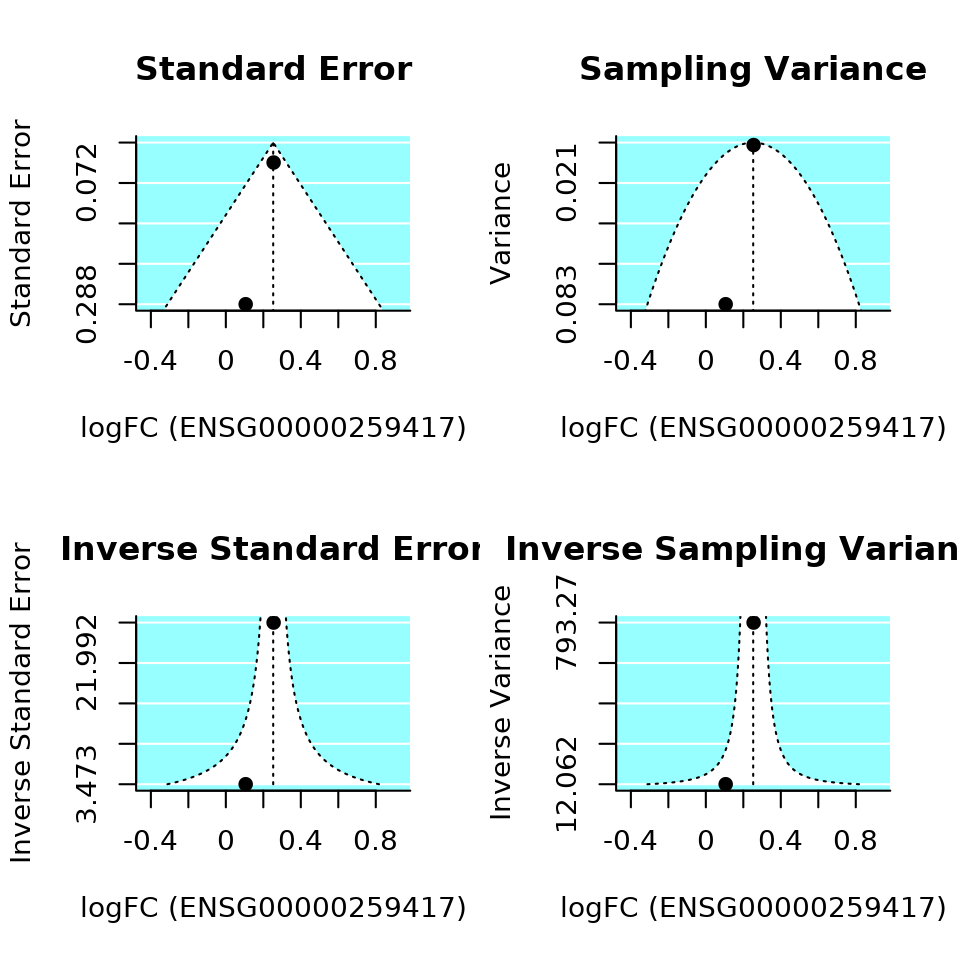 Standard Error
Standard Error
0.072
0.288
-0.4 0 0.4 0.8
logFC (ENSG00000259417)
Sampling Variance
Variance
0.021
0.083
-0.4 0 0.4 0.8
logFC (ENSG00000259417)
Inverse Standard Error
Inverse Standard Error
21.992
3.473
-0.4 0 0.4 0.8
logFC (ENSG00000259417)
Inverse Sampling Varian
Inverse Variance
793.27
12.062
-0.4 0 0.4 0.8
logFC (ENSG00000259417)